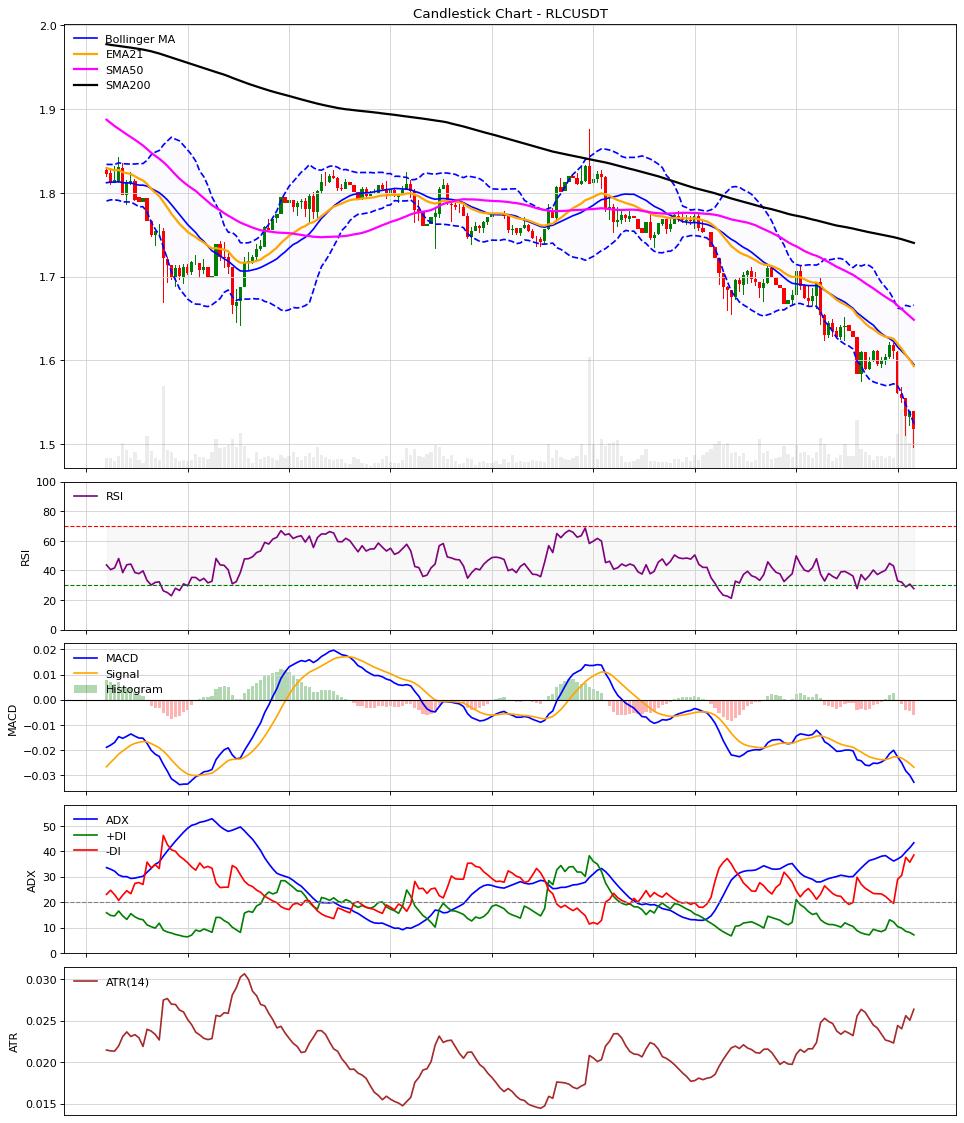 Candlestick Chart - RLCUSDT
2.0
1.9
1.8
1.7
1.6
1.5
Bollinger MA
EMA21
SMA50
SMA200
100
80
60
40
20
0
RSI
RSI
0.02
0.01
0.00
−0.01
−0.02
−0.03
MACD
MACD
Signal
Histogram
50
40
30
20
10
0
ADX
ADX
+DI
-DI
0.030
0.025
0.020
0.015
ATR
ATR(14)